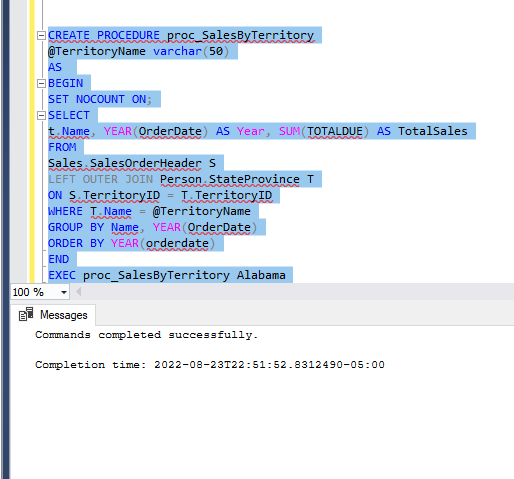 CREATE PROCEDURE proc_SalesByTerritory
@TerritoryName varchar(50)
AS
BEGIN
SET NOCOUNT ON;
SELECT
t.Name, YEAR(OrderDate) AS Year, SUM(TOTALDUE) AS TotalSales
FROM
Sales.SalesOrderHeader S
LEFT OUTER JOIN Person.StateProvince T
ON S.TerritoryID = T.TerritoryID
WHERE T.Name = @TerritoryName
GROUP BY Name, YEAR(OrderDate)
ORDER BY YEAR(orderdate)
END
EXEC proc_SalesByTerritory Alabama
100 %
Messages
Commands completed successfully.
Completion time: 2022-08-23T22:51:52.8312490-05:00